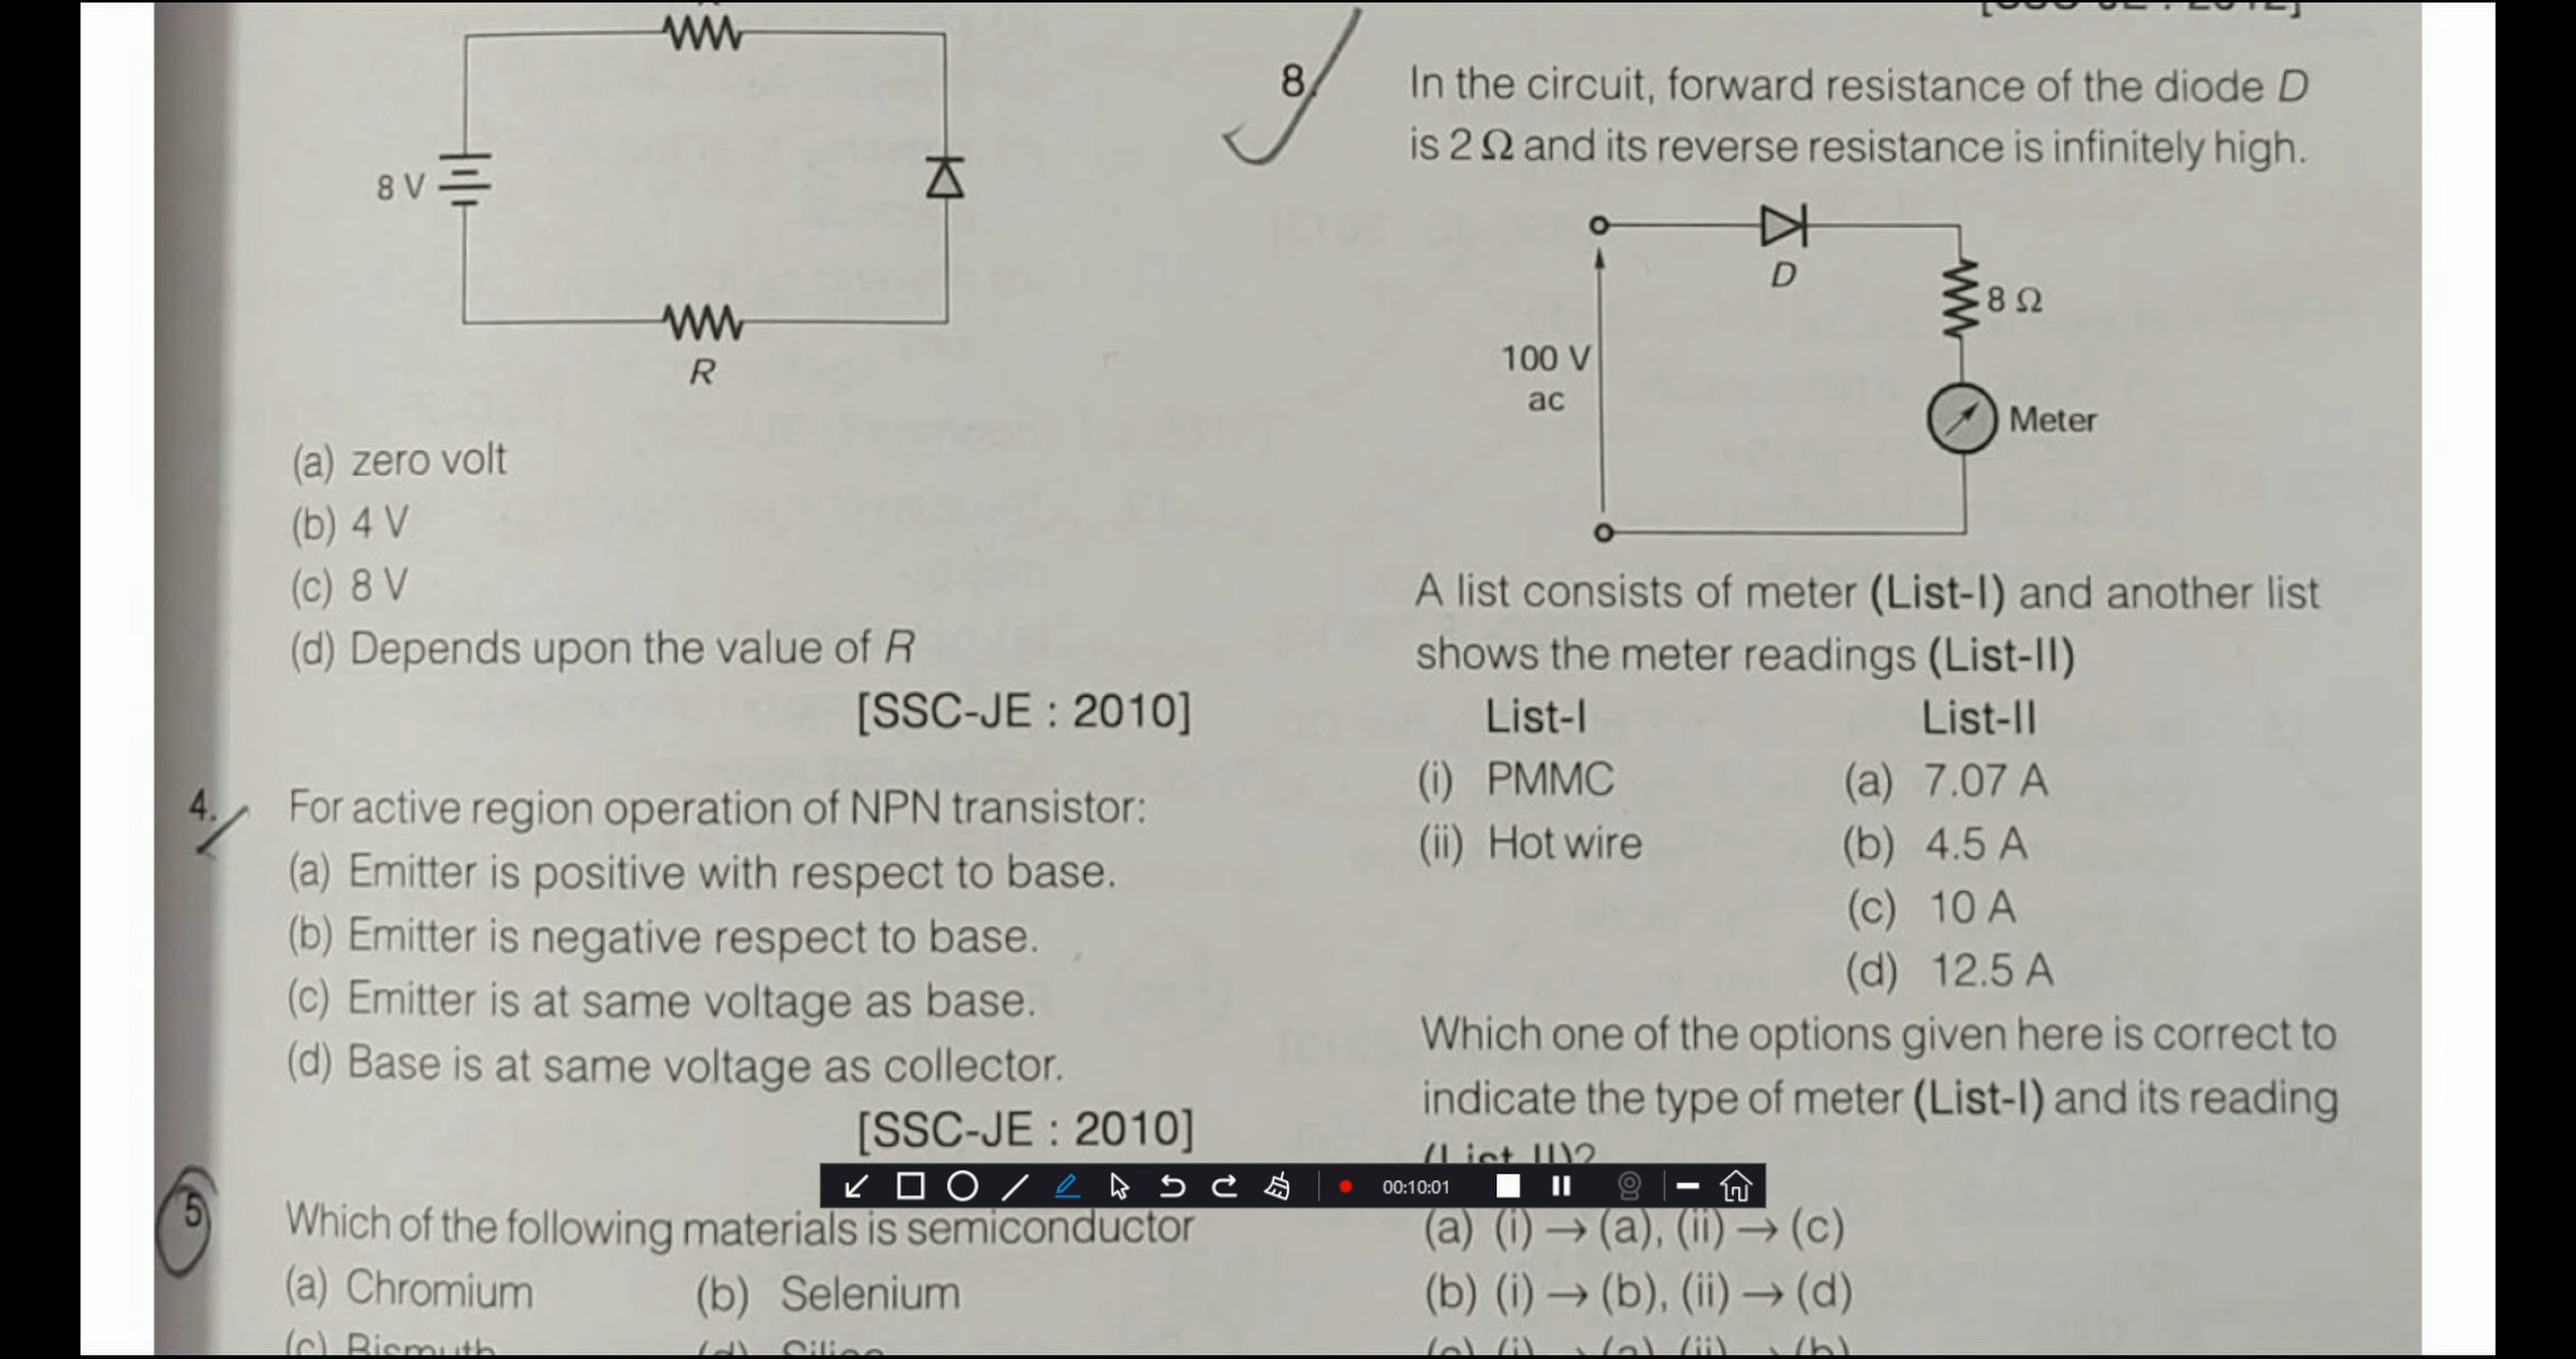 8 V
R
(a) zero volt
(b) 4 V
(c) 8 V
(d) Depends upon the value of R
[SSC-JE : 2010]
4.
For active region operation of NPN transistor:
(a) Emitter is positive with respect to base.
(b) Emitter is negative respect to base.
(c) Emitter is at same voltage as base.
(d) Base is at same voltage as collector.
[SSC-JE : 2010]
5
Which of the following materials is semiconductor
(a) Chromium (b) Selenium
(c) Bismuth (d)
[SSC-JE : 2012]
8.
In the circuit, forward resistance of the diode D
is 2 Ω and its reverse resistance is infinitely high.
D
8 Ω
100 V
ac
Meter
A list consists of meter (List-I) and another list
shows the meter readings (List-II)
List-I List-II
(i) PMMC (a) 7.07 A
(ii) Hot wire (b) 4.5 A
(c) 10 A
(d) 12.5 A
Which one of the options given here is correct to
indicate the type of meter (List-I) and its reading
(List-II)?
(a) (i) → (a), (ii) → (c)
(b) (i) → (b), (ii) → (d)
00:10:01